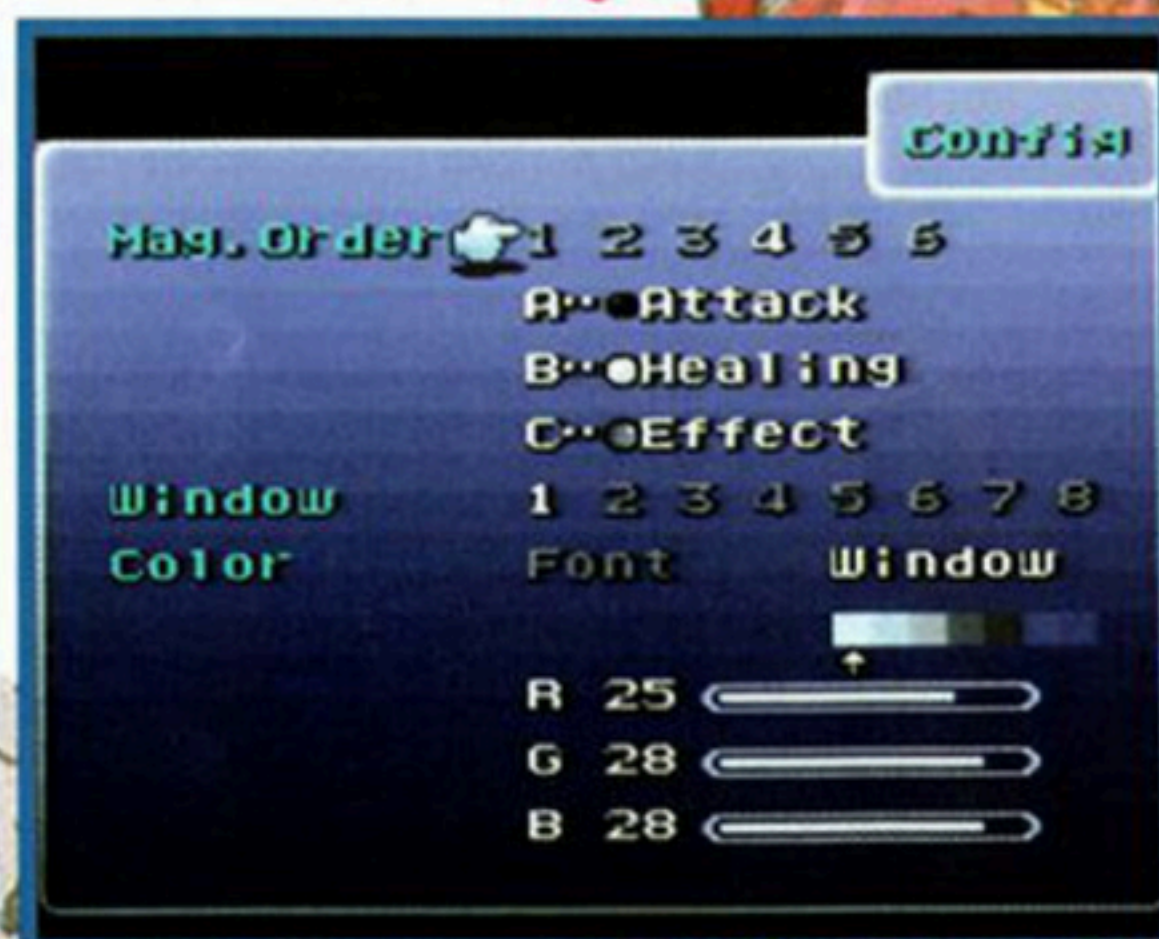 Config
Mag.Order 1 2 3 4 5 6
A··●Attack
B··●Healing
C··●Effect
Window 1 2 3 4 5 6 7 8
Color Font Window
R 25
G 28
B 28